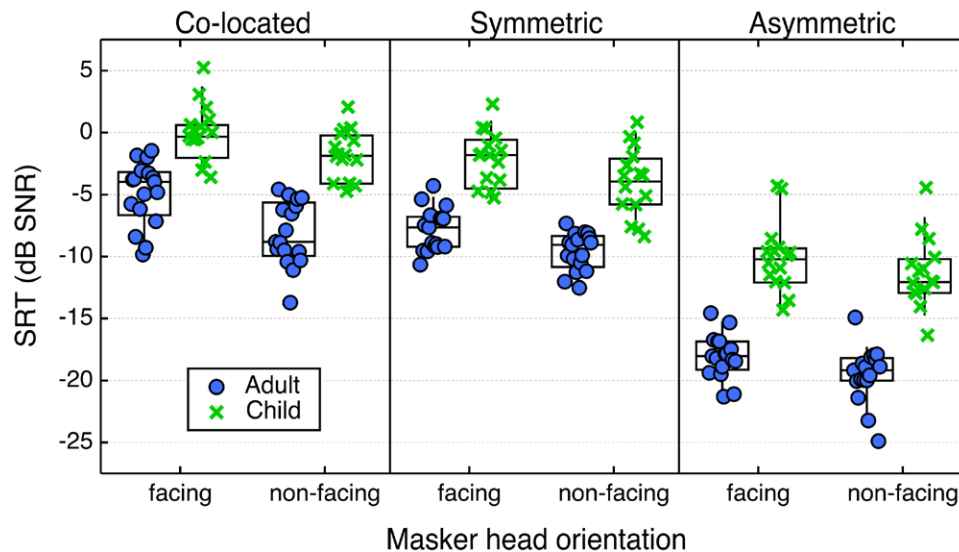 Co-located Symmetric Asymmetric
5
0
-5
-10
-15
-20
-25
SRT (dB SNR)
Adult
Child
facing non-facing facing non-facing facing non-facing
Masker head orientation